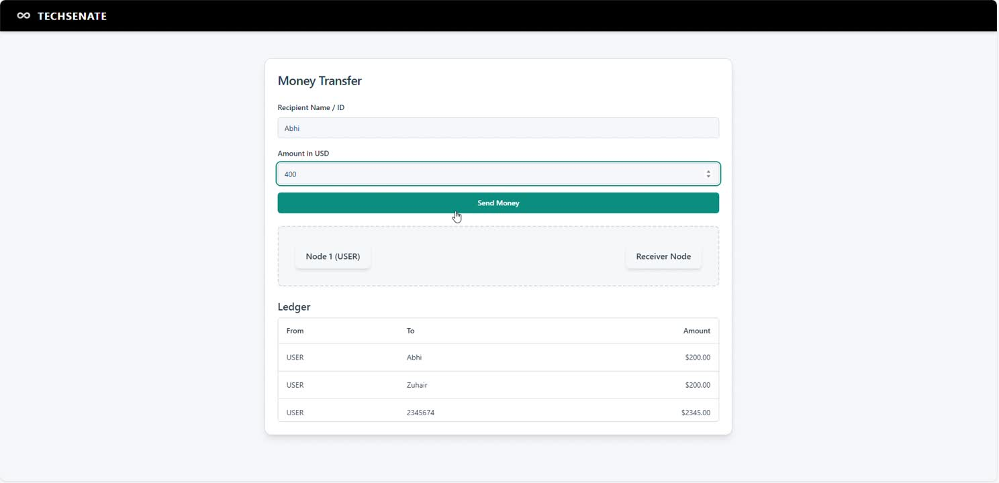 TECHSENATE
Money Transfer
Recipient Name / ID
Abhi
Amount in USD
400
Send Money
Node 1 (USER) Receiver Node
Ledger
From To Amount
USER Abhi $200.00
USER Zuhair $200.00
USER 2345674 $2345.00